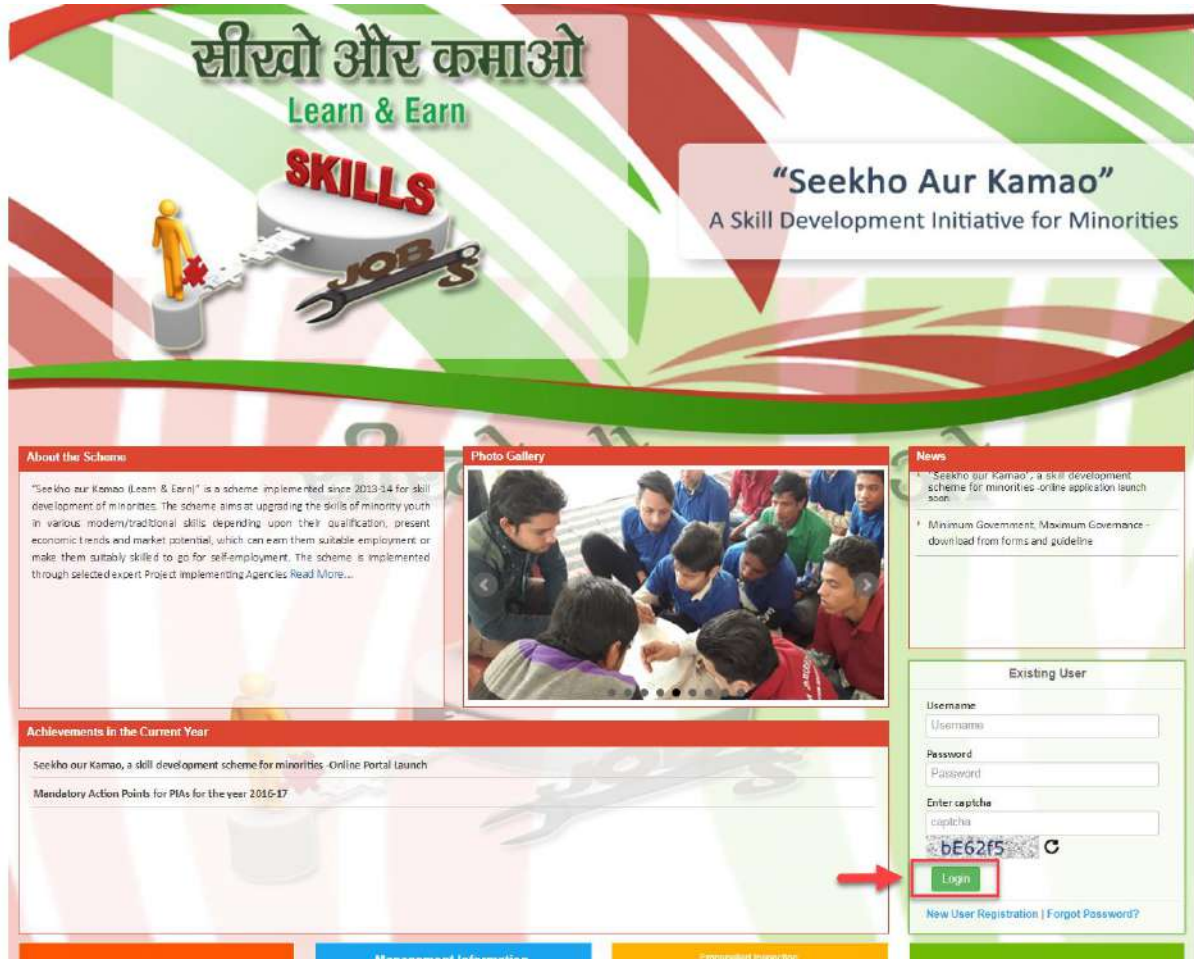 सीखो और कमाओ
Learn & Earn
SKILLS
JOBS
"Seekho Aur Kamao"
A Skill Development Initiative for Minorities
About the Scheme
"Seekho aur Kamao (Learn & Earn)" is a scheme implemented since 2013-14 for skill
development of minorities. The scheme aims at upgrading the skills of minority youth
in various modern/traditional skills depending upon their qualification, present
economic trends and market potential, which can earn them suitable employment or
make them suitably skilled to go for self-employment. The scheme is implemented
through selected expert Project Implementing Agencies Read More...
Photo Gallery
News
"Seekho our Kamao", a skill development
scheme for minorities -online application launch
soon
Minimum Government, Maximum Governance -
download from forms and guideline
Achievements in the Current Year
Seekho our Kamao, a skill development scheme for minorities -Online Portal Launch
Mandatory Action Points for PIAs for the year 2016-17
Existing User
Username
Username
Password
Password
Enter captcha
captcha
bE62f5
Login
New User Registration | Forgot Password?
Management Information